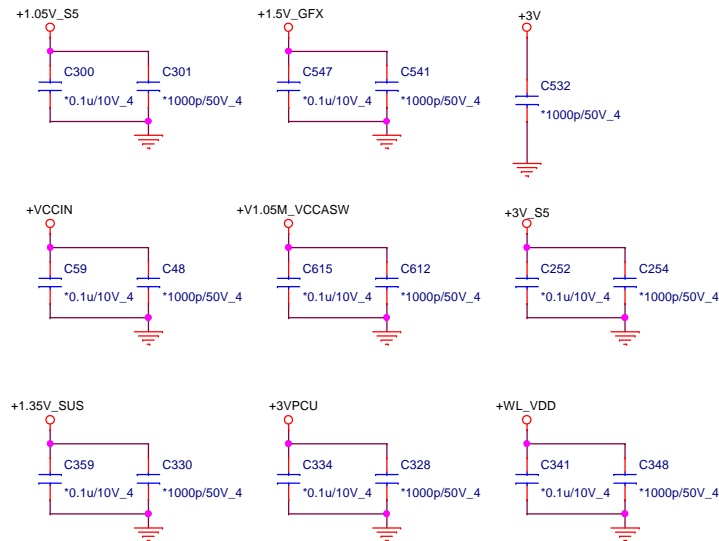 +1.05V_S5
C300
*0.1u/10V_4
C301
*1000p/50V_4
+1.5V_GFX
C547
*0.1u/10V_4
C541
*1000p/50V_4
+3V
C532
*1000p/50V_4
+VCCIN
C59
*0.1u/10V_4
C48
*1000p/50V_4
+V1.05M_VCCASW
C615
*0.1u/10V_4
C612
*1000p/50V_4
+3V_S5
C252
*0.1u/10V_4
C254
*1000p/50V_4
+1.35V_SUS
C359
*0.1u/10V_4
C330
*1000p/50V_4
+3VPCU
C334
*0.1u/10V_4
C328
*1000p/50V_4
+WL_VDD
C341
*0.1u/10V_4
C348
*1000p/50V_4